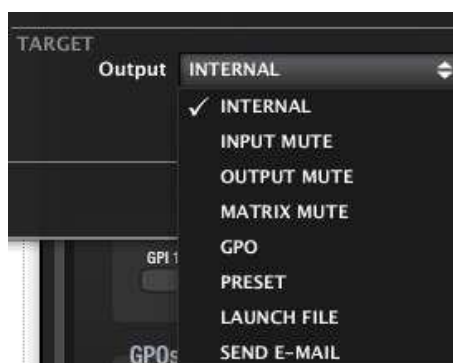 TARGET
Output INTERNAL
✓ INTERNAL
INPUT MUTE
OUTPUT MUTE
MATRIX MUTE
GPO
GPI 1
PRESET
LAUNCH FILE
GPOs
SEND E-MAIL